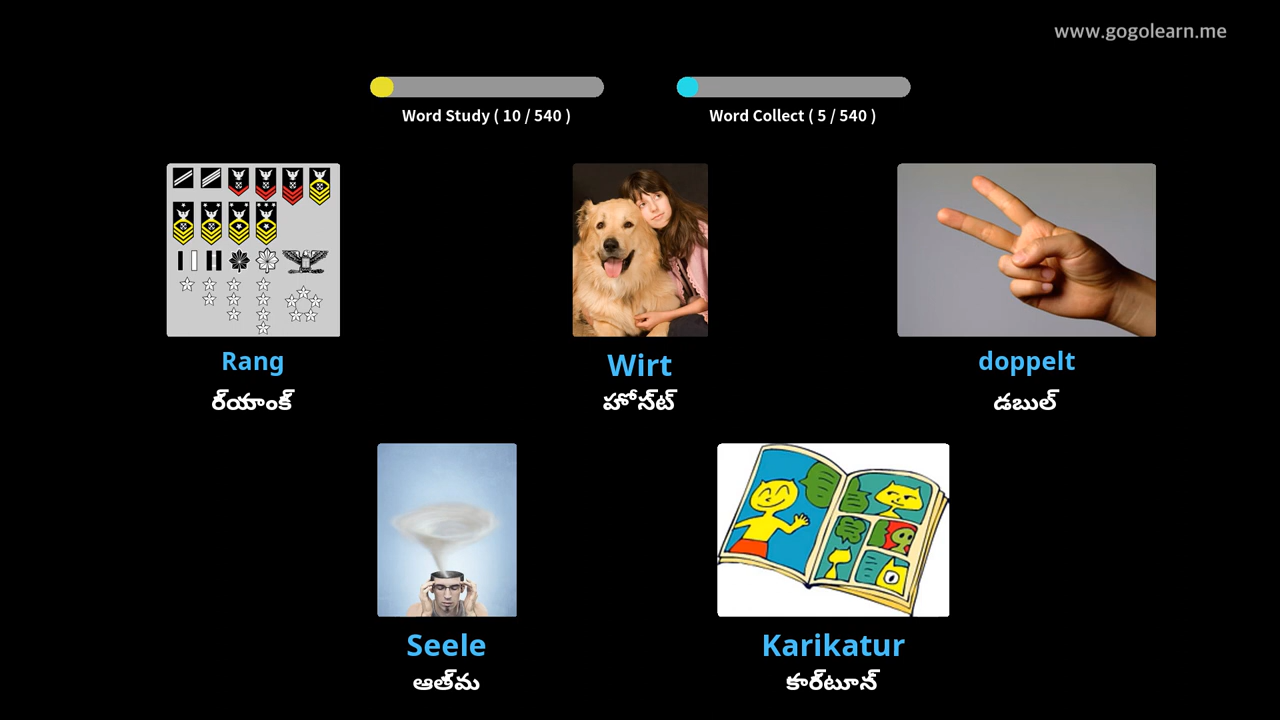 www.gogolearn.me
Word Study ( 10 / 540 )
Word Collect ( 5 / 540 )
Rang
ర్‌యాంక్
Wirt
హోస్‌ట్
doppelt
డబుల్
Seele
ఆత్‌మ
Karikatur
కార్‌టూన్